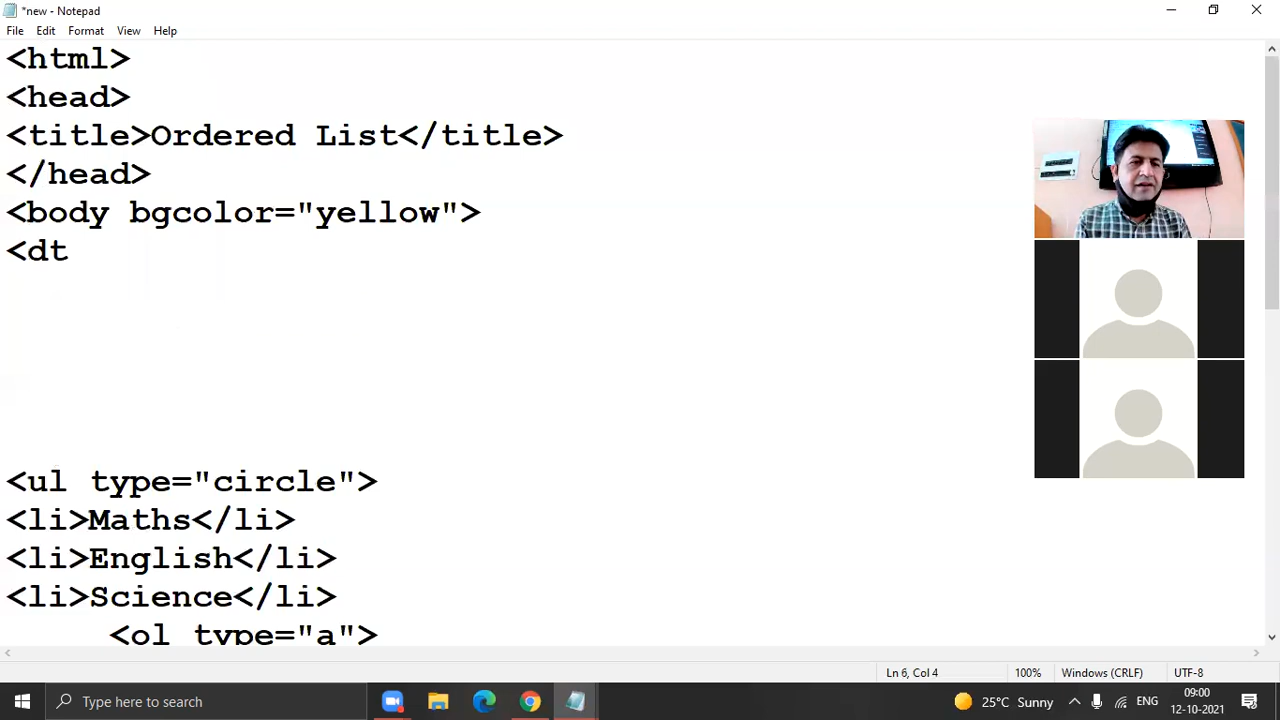 *new - Notepad
File Edit Format View Help
<html>
<head>
<title>Ordered List</title>
</head>
<body bgcolor="yellow">
<dt
<ul type="circle">
<li>Maths</li>
<li>English</li>
<li>Science</li>
<ol type="a">
Ln 6, Col 4 100% Windows (CRLF) UTF-8
Type here to search 25°C Sunny ENG 09:00
12-10-2021